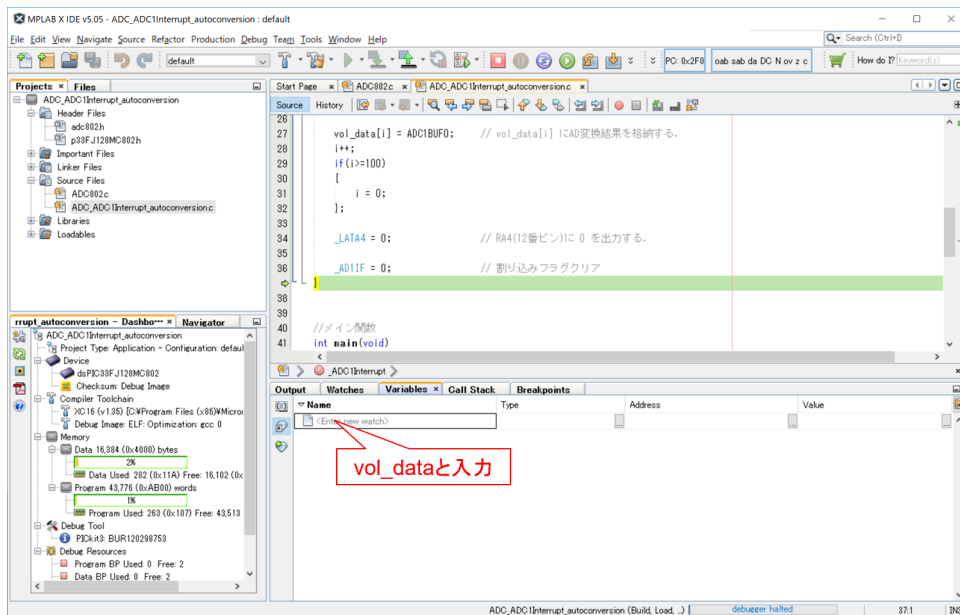 MPLAB X IDE v5.05 - ADC_ADC1Interrupt_autoconversion : default
File Edit View Navigate Source Refactor Production Debug Team Tools Window Help
Search (Ctrl+I)
default
PC: 0x2F0
oab sab da DC N ov z c
How do I?
Keyword(s)
Projects × Files
ADC_ADC1Interrupt_autoconversion
Header Files
adc802.h
p33FJ128MC802.h
Important Files
Linker Files
Source Files
ADC802.c
ADC_ADC1Interrupt_autoconversion.c
Libraries
Loadables
Start Page × ADC802.c × ADC_ADC1Interrupt_autoconversion.c ×
Source History
26
27 vol_data[i] = ADC1BUF0; // vol_data[i] にAD変換結果を格納する.
28 i++;
29 if(i>=100)
30 {
31 i = 0;
32 };
33
34 _LATA4 = 0; // RA4(12番ピン)に 0 を出力する.
35
36 _AD1IF = 0; // 割り込みフラグクリア
}
38
39
40 //メイン関数
41 int main(void)
_ADC1Interrupt
rrupt_autoconversion - Dashbo… × Navigator
ADC_ADC1Interrupt_autoconversion
Project Type: Application - Configuration: defaul
Device
dsPIC33FJ128MC802
Checksum: Debug Image
Compiler Toolchain
XC16 (v1.35) [C:¥Program Files (x86)¥Microc
Debug Image: ELF: Optimization: gcc 0
Memory
Data 16,384 (0x4000) bytes
2%
Data Used: 282 (0x11A) Free: 16,102 (0x
Program 43,776 (0xAB00) words
1%
Program Used: 263 (0x107) Free: 43,513
Debug Tool
PICkit3: BUR120298753
Debug Resources
Program BP Used: 0 Free: 2
Data BP Used: 0 Free: 2
Output Watches Variables × Call Stack Breakpoints
Name Type Address Value
<Enter new watch>
vol_dataと入力
ADC_ADC1Interrupt_autoconversion (Build, Load, ...)
debugger halted
37:1
IN